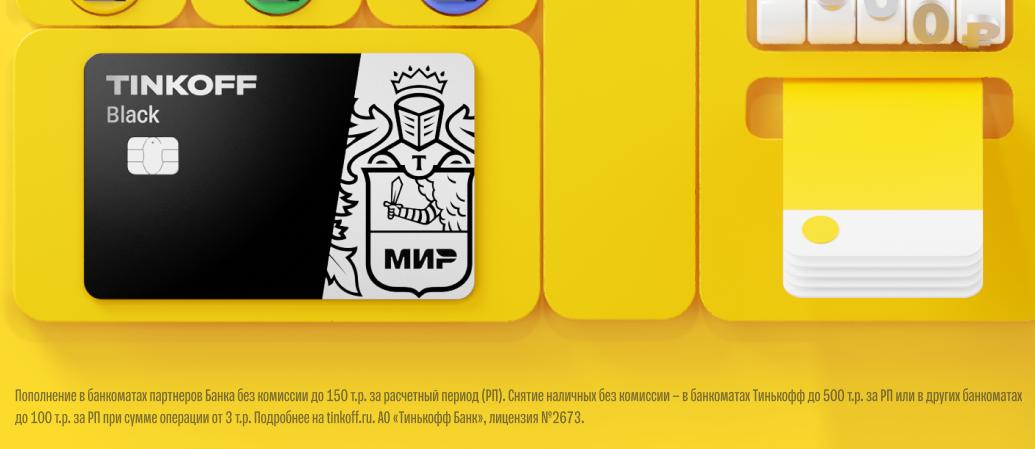 00₽
TINKOFF
Black
T
МИР
Пополнение в банкоматах партнеров Банка без комиссии до 150 т.р. за расчетный период (РП). Снятие наличных без комиссии – в банкоматах Тинькофф до 500 т.р. за РП или в других банкоматах
до 100 т.р. за РП при сумме операции от 3 т.р. Подробнее на tinkoff.ru. АО «Тинькофф Банк», лицензия №2673.